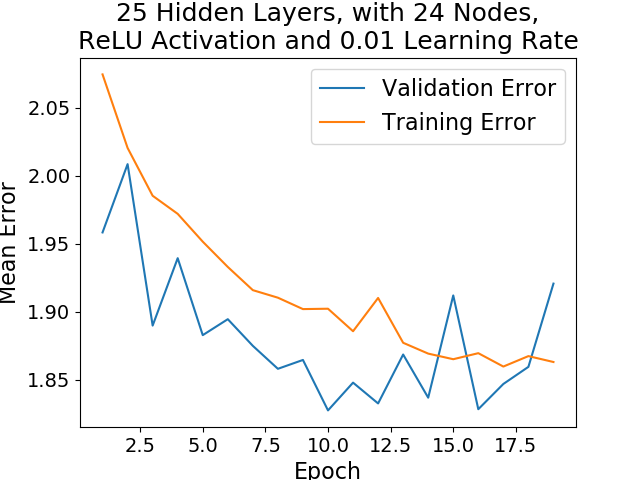 25 Hidden Layers, with 24 Nodes,
ReLU Activation and 0.01 Learning Rate
Validation Error
Training Error
Mean Error
2.05
2.00
1.95
1.90
1.85
2.5 5.0 7.5 10.0 12.5 15.0 17.5
Epoch